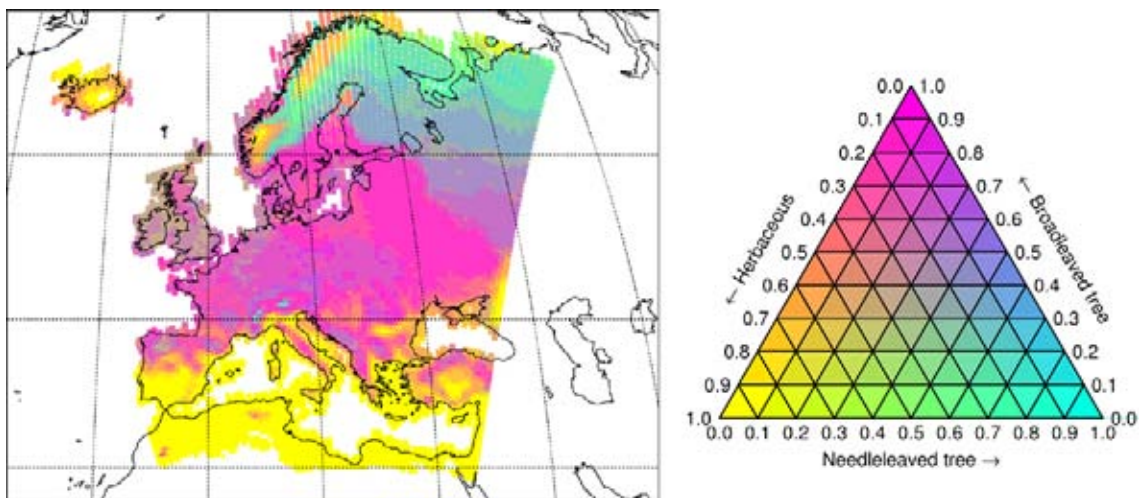 0.0 1.0
0.1 0.9
0.2 0.8
0.3 0.7
0.4 0.6
0.5 0.5
0.6 0.4
0.7 0.3
0.8 0.2
0.9 0.1
1.0 0.0
← Herbaceous
← Broadleaved tree
0.0 0.1 0.2 0.3 0.4 0.5 0.6 0.7 0.8 0.9 1.0
Needleleaved tree →